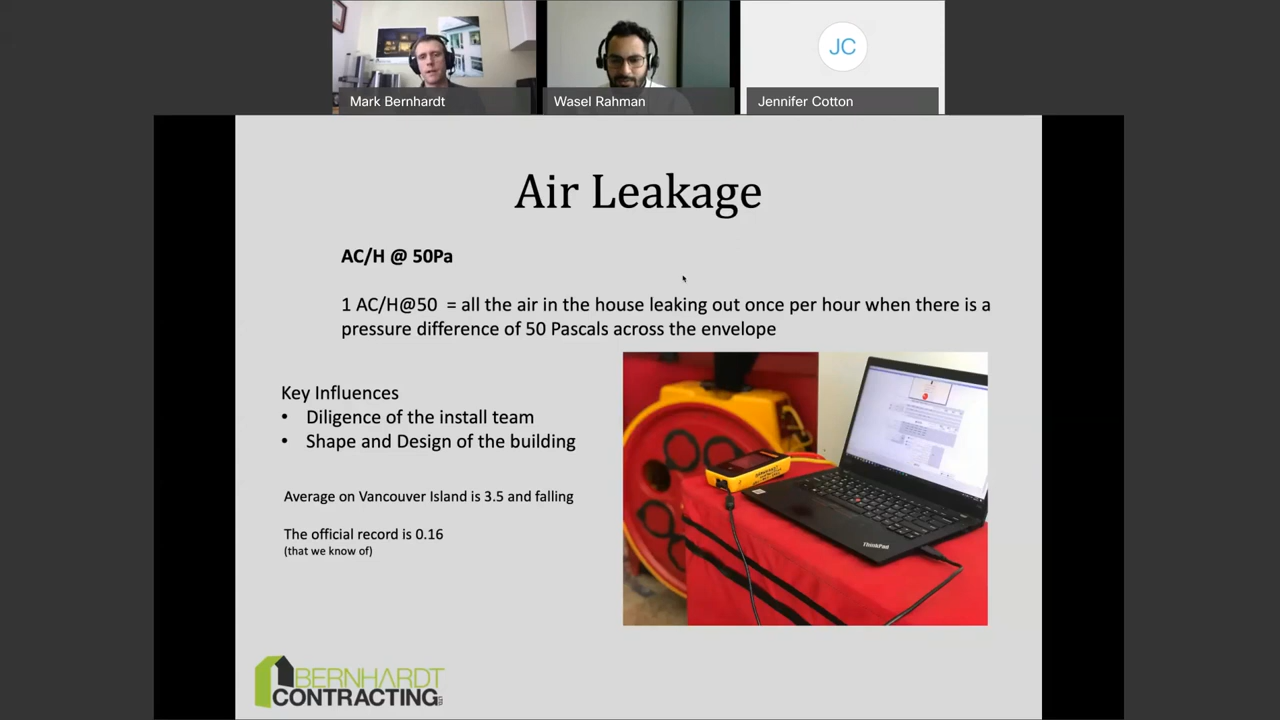 Mark Bernhardt
Wasel Rahman
JC
Jennifer Cotton
Air Leakage
AC/H @ 50Pa
1 AC/H@50 = all the air in the house leaking out once per hour when there is a
pressure difference of 50 Pascals across the envelope
Key Influences
• Diligence of the install team
• Shape and Design of the building
Average on Vancouver Island is 3.5 and falling
The official record is 0.16
(that we know of)
ThinkPad
BERNHARDT
CONTRACTING LTD